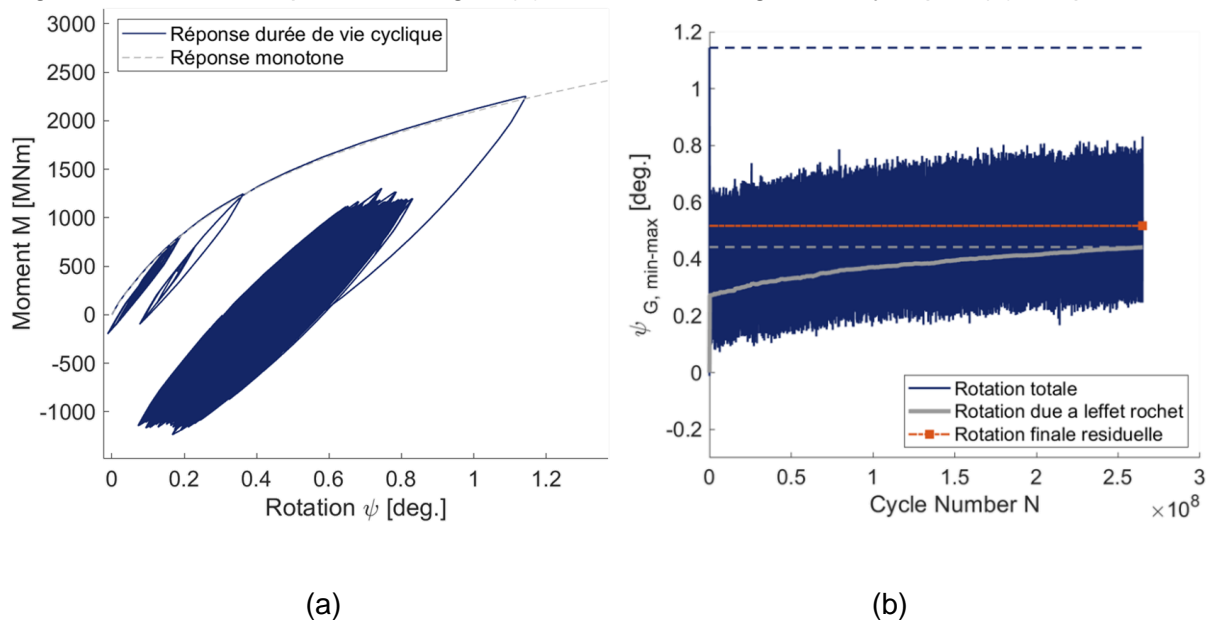 Réponse durée de vie cyclique
Réponse monotone
3000
2500
2000
1500
1000
500
0
-500
-1000
Moment M [MNm]
0 0.2 0.4 0.6 0.8 1 1.2
Rotation ψ [deg.]
(a)
1.2
1
0.8
0.6
0.4
0.2
0
-0.2
ψ G, min-max [deg.]
Rotation totale
Rotation due a leffet rochet
Rotation finale residuelle
0 0.5 1 1.5 2 2.5 3
Cycle Number N
×10⁸
(b)